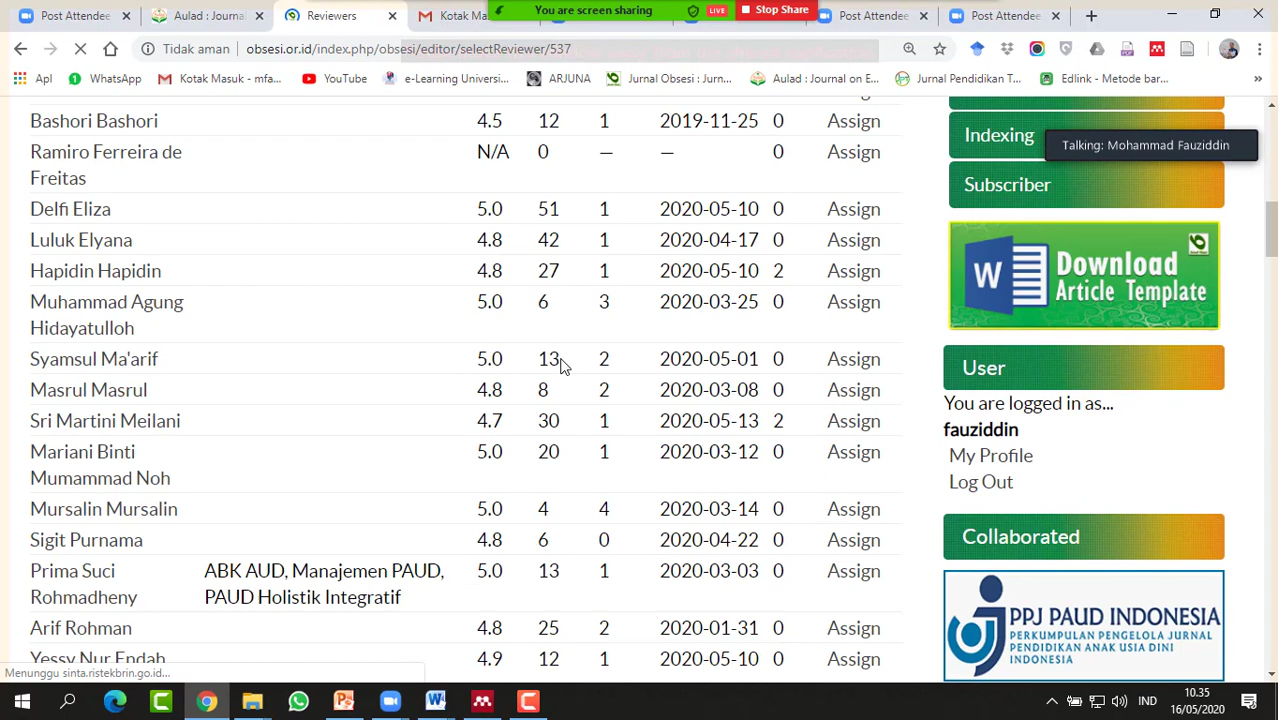 Post Attendee
Aulad : Journal
Reviewers
Kotak Masuk
You are screen sharing
LIVE
Stop Share
Post Attendee
Post Attendee
Tidak aman
obsesi.or.id/index.php/obsesi/editor/selectReviewer/537
Apl
WhatsApp
Kotak Masuk - mfa...
YouTube
e-Learning Universi...
ARJUNA
Jurnal Obsesi : Jurn...
Aulad : Journal on E...
Jurnal Pendidikan T...
Edlink - Metode bar...
»
Bashori Bashori 4.5 12 1 2019-11-25 0 Assign
Ramiro Ferreira de N/A 0 — — 0 Assign
Freitas
Delfi Eliza 5.0 51 1 2020-05-10 0 Assign
Luluk Elyana 4.8 42 1 2020-04-17 0 Assign
Hapidin Hapidin 4.8 27 1 2020-05-10 2 Assign
Muhammad Agung 5.0 6 3 2020-03-25 0 Assign
Hidayatulloh
Syamsul Ma'arif 5.0 13 2 2020-05-01 0 Assign
Masrul Masrul 4.8 8 2 2020-03-08 0 Assign
Sri Martini Meilani 4.7 30 1 2020-05-13 2 Assign
Mariani Binti 5.0 20 1 2020-03-12 0 Assign
Mumammad Noh
Mursalin Mursalin 5.0 4 4 2020-03-14 0 Assign
Sigit Purnama 4.8 6 0 2020-04-22 0 Assign
Prima Suci ABK AUD, Manajemen PAUD, 5.0 13 1 2020-03-03 0 Assign
Rohmadheny PAUD Holistik Integratif
Arif Rohman 4.8 25 2 2020-01-31 0 Assign
Yessy Nur Endah 4.9 12 1 2020-05-10 0 Assign
Indexing
Talking: Mohammad Fauziddin
Subscriber
W
Download
Article Template
User
You are logged in as...
fauziddin
My Profile
Log Out
Collaborated
PPJ PAUD INDONESIA
PERKUMPULAN PENGELOLA JURNAL
PENDIDIKAN ANAK USIA DINI
INDONESIA
Menunggu sinta.ristekbrin.go.id...
IND
10.35
16/05/2020